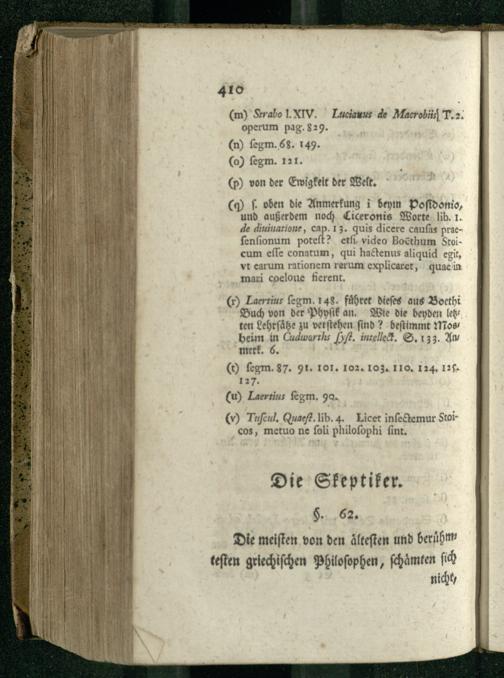 410
(m) Strabo l. XIV. Lucianus de Macrobiis T. 2.
operum pag. 829.
(n) segm. 68. 149.
(o) segm. 121.
(p) von der Ewigkeit der Welt.
(q) s. oben die Anmerkung i beym Posidonio,
und außerdem noch Ciceronis Worte lib. 1.
de diuinatione, cap. 13. quis dicere causas prae-
sensionum potest? etsi video Boëthum Stoi-
cum esse conatum, qui hactenus aliquid egit,
vt earum rationem rerum explicaret, quae in
mari coeloue fierent.
(r) Laertius segm. 148. führet dieses aus Boethi
Buch von der Physik an. Wie die beyden letz-
ten Lehrsätze zu verstehen sind? bestimmt Mos-
heim in Cudworths syst. intellect. S. 133. An-
merk. 6.
(t) segm. 87. 91. 101. 102. 103. 110. 124. 125.
127.
(u) Laertius segm. 90.
(v) Tuscul. Quaest. lib. 4. Licet insectemur Stoi-
cos, metuo ne soli philosophi sint.
Die Skeptiker.
§. 62.
Die meisten von den ältesten und berühm-
testen griechischen Philosophen, schämten sich
nicht,